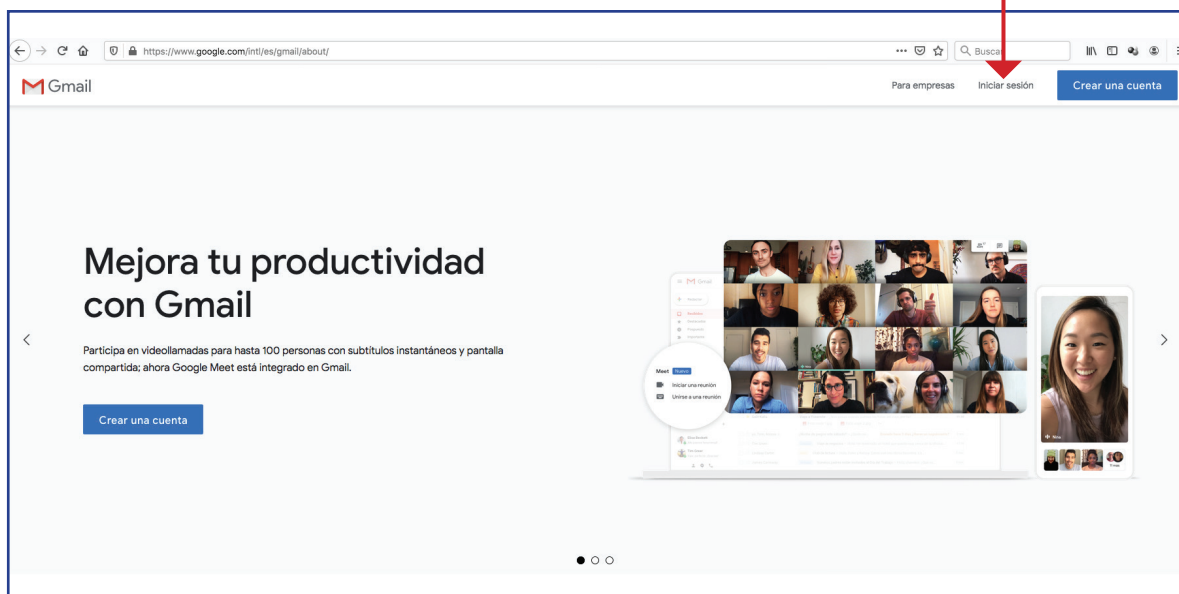 https://www.google.com/intl/es/gmail/about/
Buscar
Gmail
Para empresas
Iniciar sesión
Crear una cuenta
Mejora tu productividad
con Gmail
Participa en videollamadas para hasta 100 personas con subtítulos instantáneos y pantalla
compartida; ahora Google Meet está integrado en Gmail.
Crear una cuenta
Gmail
Meet Nuevo
Iniciar una reunión
Unirse a una reunión